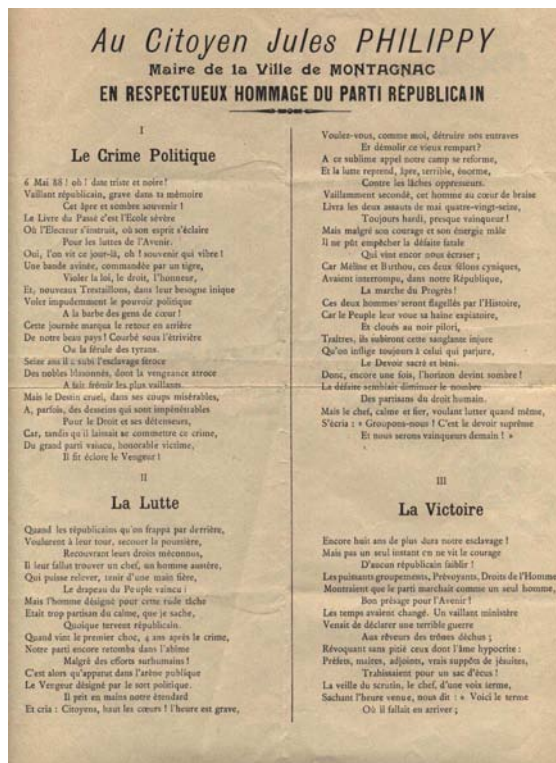 Au Citoyen Jules PHILIPPY
Maire de la Ville de MONTAGNAC
EN RESPECTUEUX HOMMAGE DU PARTI RÉPUBLICAIN
I
Le Crime Politique
6 Mai 88 ! oh ! date triste et noire !
Vaillant républicain, grave dans ta mémoire
Cet âpre et sombre souvenir !
Le Livre du Passé c'est l'Ecole sévère
Où l'Electeur s'instruit, où son esprit s'éclaire
Pour les luttes de l'Avenir.
Oui, l'on vit ce jour-là, oh ! souvenir qui vibre !
Une bande avinée, commandée par un tigre,
Violer la loi, le droit, l'honneur,
Et, nouveaux Trestaillons, dans leur besogne inique
Voler impudemment le pouvoir politique
A la barbe des gens de cœur !
Cette journée marqua le retour en arrière
De notre beau pays ! Courbé sous l'étrivière
Ou la férule des tyrans.
Seize ans il a subi l'esclavage féroce
Des nobles blasonnés, dont la vengeance atroce
A fait frémir les plus vaillants.
Mais le Destin cruel, dans ses coups misérables,
A, parfois, des desseins qui sont impénétrables
Pour le Droit et ses détenseurs,
Car, tandis qu'il laissait se commettre ce crime,
Du grand parti vaincu, honorable victime,
Il fit éclore le Vengeur !
II
La Lutte
Quand les républicains qu'on frappa par derrière,
Voulurent à leur tour, secouer la poussière,
Recouvrant leurs droits méconnus,
Il leur fallut trouver un chef, un homme austère,
Qui puisse relever, tenir d'une main fière,
Le drapeau du Peuple vaincu :
Mais l'homme désigné pour cette rude tâche
Etait trop partisan du calme, que je sache,
Quoique fervent républicain.
Quand vint le premier choc, 4 ans après le crime,
Notre parti encore retomba dans l'abîme
Malgré des efforts surhumains !
C'est alors qu'apparut dans l'arène publique
Le Vengeur désigné par le sort politique.
Il prit en mains notre étendard
Et cria : Citoyens, haut les cœurs ! l'heure est grave,
Voulez-vous, comme moi, détruire nos entraves
Et démolir ce vieux rempart ?
A ce sublime appel notre camp se reforme,
Et la lutte reprend, âpre, terrible, énorme,
Contre les lâches oppresseurs.
Vaillamment secondé, cet homme au cœur de braise
Livra les deux assauts de mai quatre-vingt-seize,
Toujours hardi, presque vainqueur !
Mais malgré son courage et son énergie mâle
Il ne pût empêcher la défaite fatale
Qui vint encor nous écraser ;
Car Méline et Barthou, ces deux félons cyniques,
Avaient interrompu, dans notre République,
La marche du Progrès !
Ces deux hommes seront flagellés par l'Histoire,
Car le Peuple leur voue sa haine expiatoire,
Et cloués au noir pilori,
Traîtres, ils subiront cette sanglante injure
Qu'on inflige toujours à celui qui parjure,
Le Devoir sacré et béni.
Donc, encore une fois, l'horizon devint sombre !
La défaite semblait diminuer le nombre
Des partisans du droit humain.
Mais le chef, calme et fier, voulant lutter quand même,
S'écria : « Groupons-nous ! C'est le devoir suprême
Et nous serons vainqueurs demain ! »
III
La Victoire
Encore huit ans de plus dura notre esclavage !
Mais pas un seul instant on ne vit le courage
D'aucun républicain faiblir !
Les puissants groupements, Prévoyants, Droits de l'Homme
Montraient que le parti marchait comme un seul homme,
Bon présage pour l'Avenir !
Les temps avaient changé. Un vaillant ministère
Venait de déclarer une terrible guerre
Aux rêveurs des trônes déchus ;
Révoquant sans pitié ceux dont l'âme hypocrite :
Préfets, maires, adjoints, vrais suppôts de jésuites,
Trahissaient pour un sac d'écus !
La veille du scrutin, le chef, d'une voix ferme,
Sachant l'heure venue, nous dit : « Voici le terme
Où il fallait en arriver ;